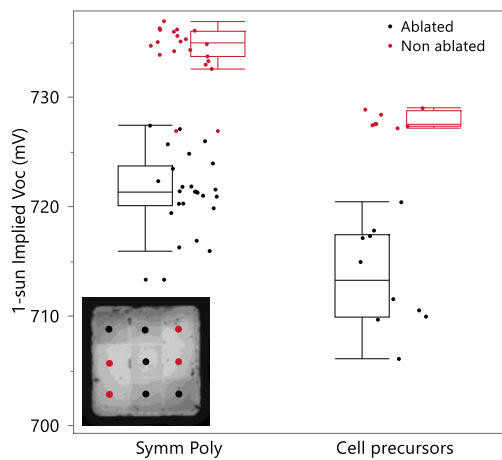 Ablated
Non ablated
730
720
710
700
1-sun Implied Voc (mV)
Symm Poly
Cell precursors